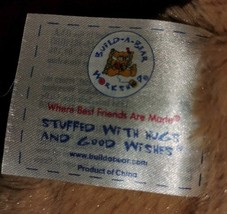 BUILD-A-BEAR
WORKSHOP®
Where Best Friends Are Made®
STUFFED WITH HUGS
AND GOOD WISHES®
www.buildabear.com
Product of China